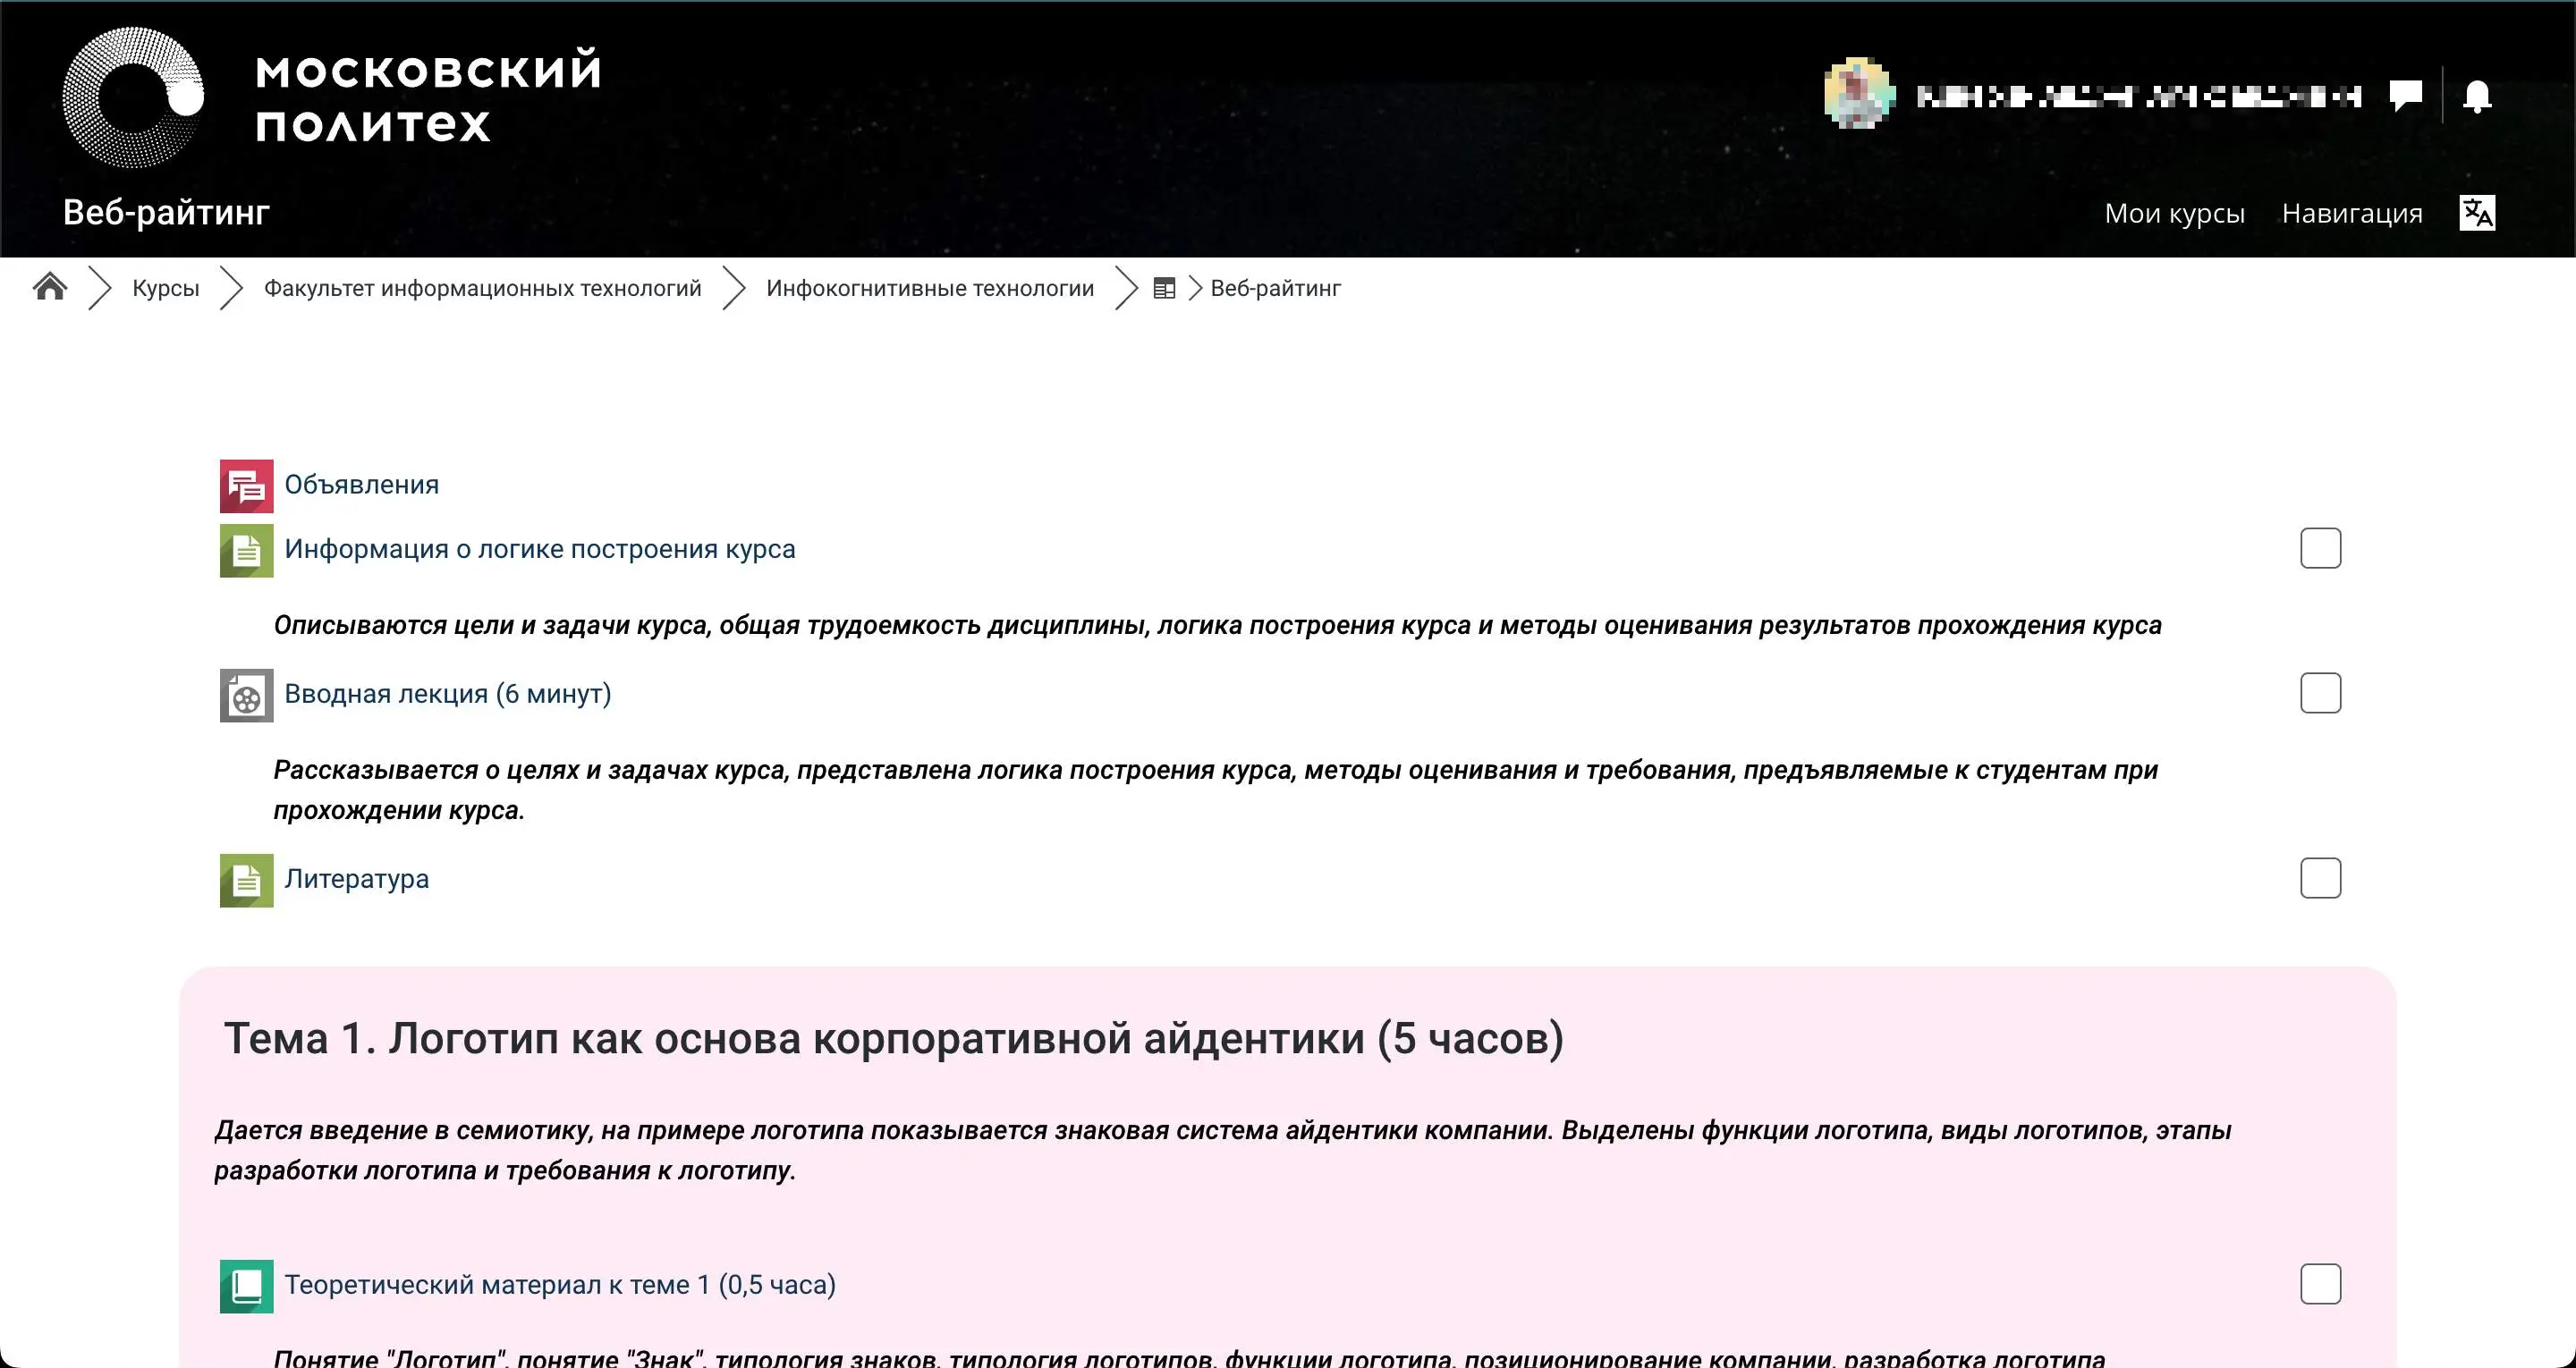 московский
политех
Веб-райтинг
Мои курсы Навигация
Курсы Факультет информационных технологий Инфокогнитивные технологии Веб-райтинг
Объявления
Информация о логике построения курса
Описываются цели и задачи курса, общая трудоемкость дисциплины, логика построения курса и методы оценивания результатов прохождения курса
Вводная лекция (6 минут)
Рассказывается о целях и задачах курса, представлена логика построения курса, методы оценивания и требования, предъявляемые к студентам при
прохождении курса.
Литература
Тема 1. Логотип как основа корпоративной айдентики (5 часов)
Дается введение в семиотику, на примере логотипа показывается знаковая система айдентики компании. Выделены функции логотипа, виды логотипов, этапы
разработки логотипа и требования к логотипу.
Теоретический материал к теме 1 (0,5 часа)
Понятие "Логотип", понятие "Знак", типология знаков, типология логотипов, функции логотипа, позиционирование компании, разработка логотипа